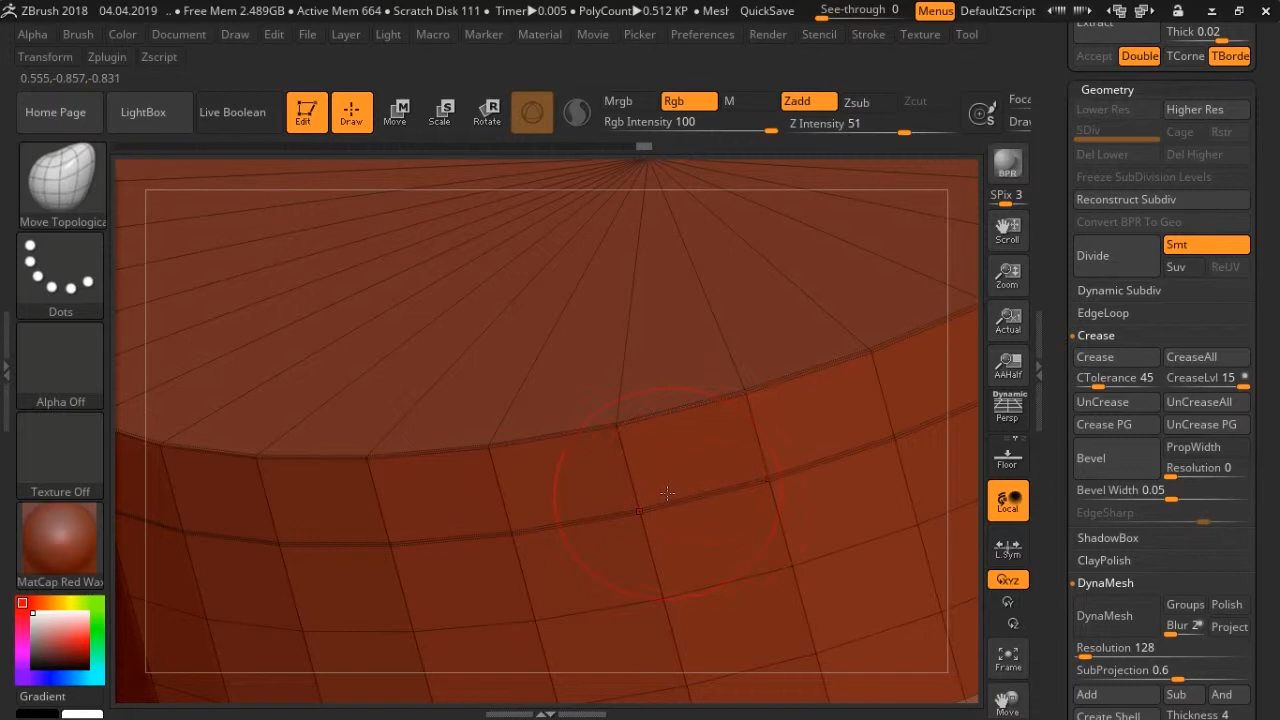 ZBrush 2018 04.04.2019 .. • Free Mem 2.489GB • Active Mem 664 • Scratch Disk 111 • Timer▶0.005 • PolyCount▶0.512 KP • Mesh QuickSave See-through 0 Menus DefaultZScript
Alpha Brush Color Document Draw Edit File Layer Light Macro Marker Material Movie Picker Preferences Render Stencil Stroke Texture Tool
Transform Zplugin Zscript
0.555,-0.857,-0.831
Home Page LightBox Live Boolean Edit Draw Move Scale Rotate
M S R
Mrgb Rgb M Zadd Zsub Zcut Foca
Rgb Intensity 100 Z Intensity 51 Drav
S
Move Topologica
Dots
Alpha Off
Texture Off
MatCap Red Wax
Gradient
BPR
SPix 3
Scroll
Zoom
Actual
AAHalf
Dynamic
Persp
Floor
Local
L.Sym
XYZ
Frame
Move
Extract Thick 0.02
Accept Double TCorne TBorde
Geometry
Lower Res Higher Res
SDiv Cage Rstr
Del Lower Del Higher
Freeze SubDivision Levels
Reconstruct Subdiv
Convert BPR To Geo
Divide Smt
Suv ReUV
Dynamic Subdiv
EdgeLoop
Crease
Crease CreaseAll
CTolerance 45 CreaseLvl 15
UnCrease UnCreaseAll
Crease PG UnCrease PG
Bevel PropWidth
Resolution 0
Bevel Width 0.05
EdgeSharp
ShadowBox
ClayPolish
DynaMesh
DynaMesh Groups Polish
Blur 2 Project
Resolution 128
SubProjection 0.6
Add Sub And
Create Shell Thickness 4